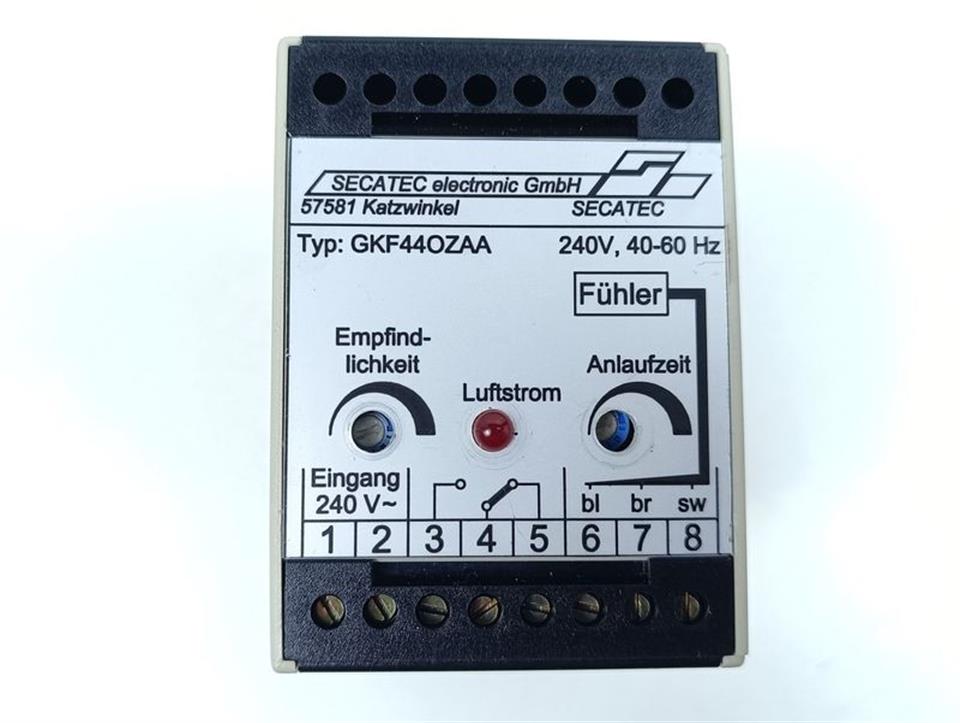 SECATEC electronic GmbH
57581 Katzwinkel SECATEC
Typ: GKF44OZAA 240V, 40-60 Hz
Fühler
Empfind-
lichkeit
Anlaufzeit
Luftstrom
Eingang
240 V~
bl br sw
1 2 3 4 5 6 7 8